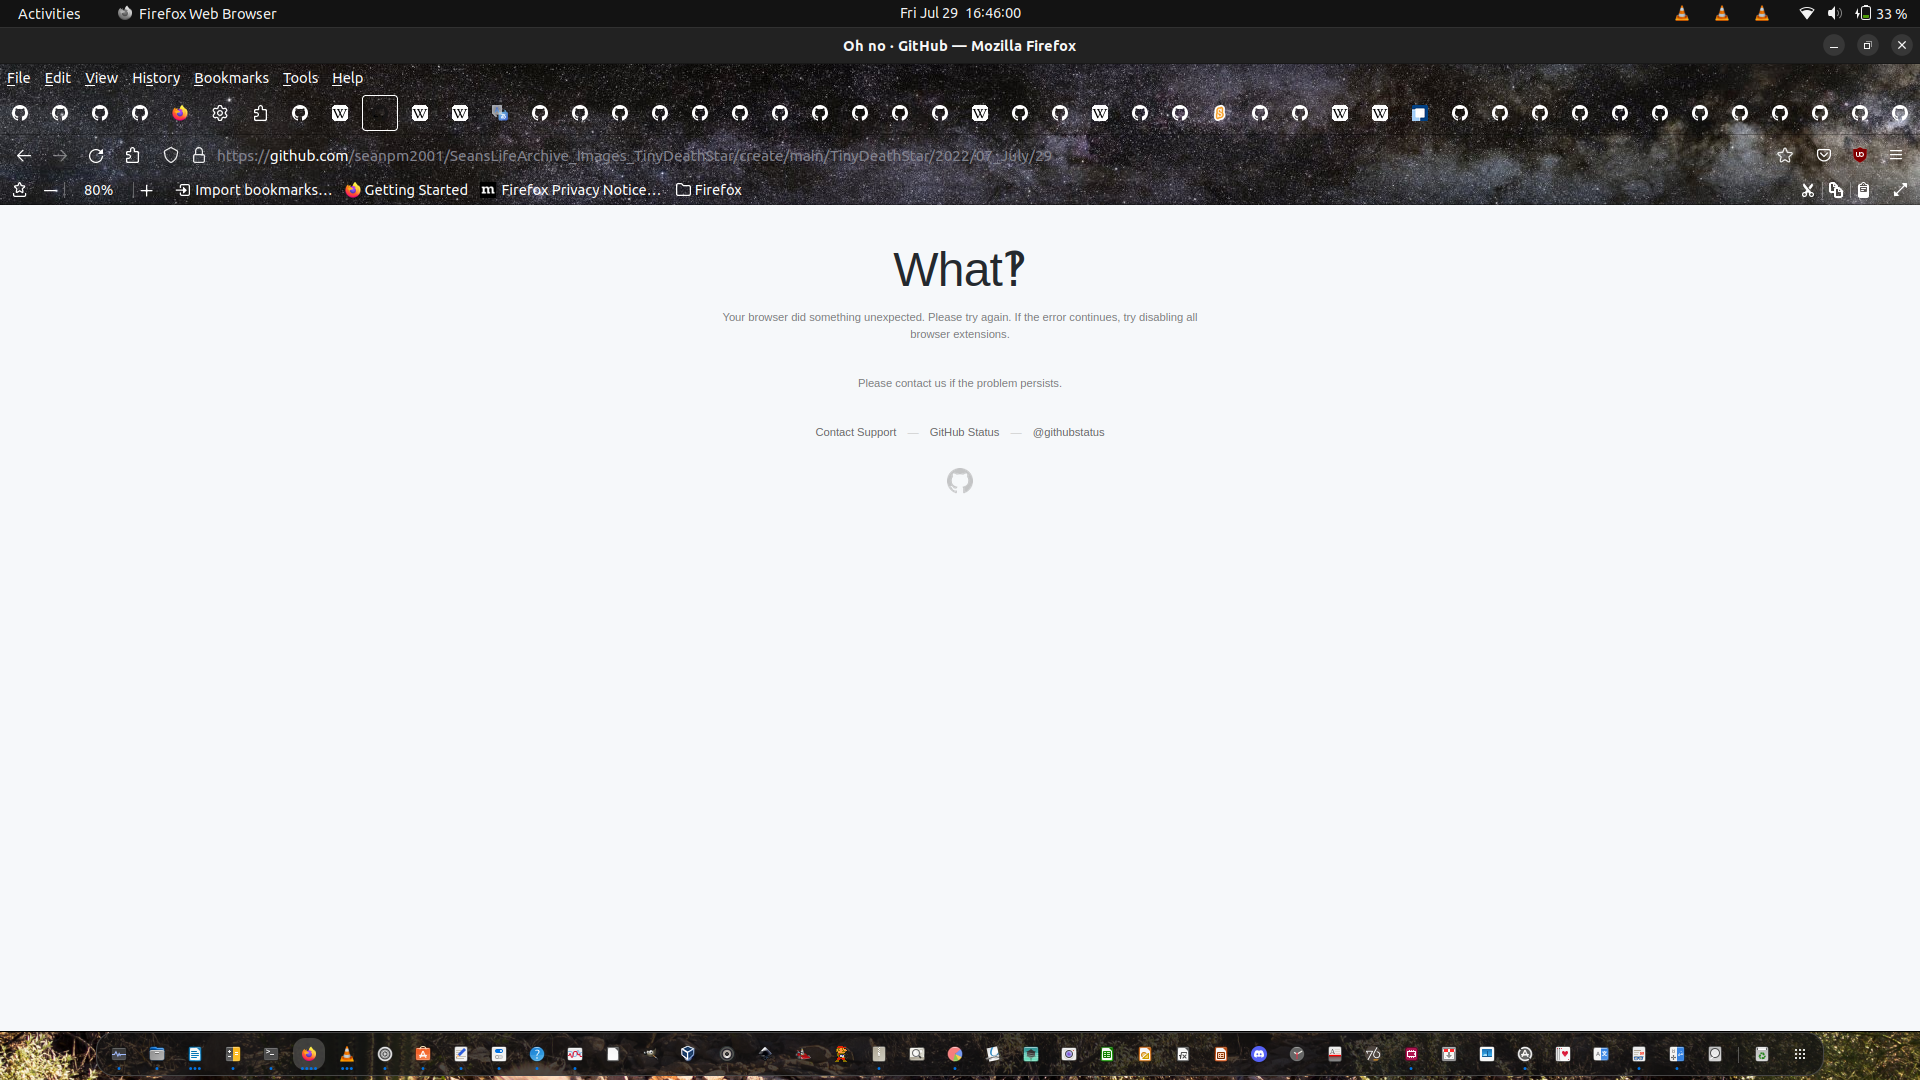 Activities Firefox Web Browser Fri Jul 29 16:46:00 33 %
Oh no · GitHub — Mozilla Firefox
File Edit View History Bookmarks Tools Help
https://github.com/seanpm2001/SeansLifeArchive_Images_TinyDeathStar/create/main/TinyDeathStar/2022/07_July/29
80% Import bookmarks... Getting Started Firefox Privacy Notice... Firefox
What‽
Your browser did something unexpected. Please try again. If the error continues, try disabling all
browser extensions.
Please contact us if the problem persists.
Contact Support — GitHub Status — @githubstatus